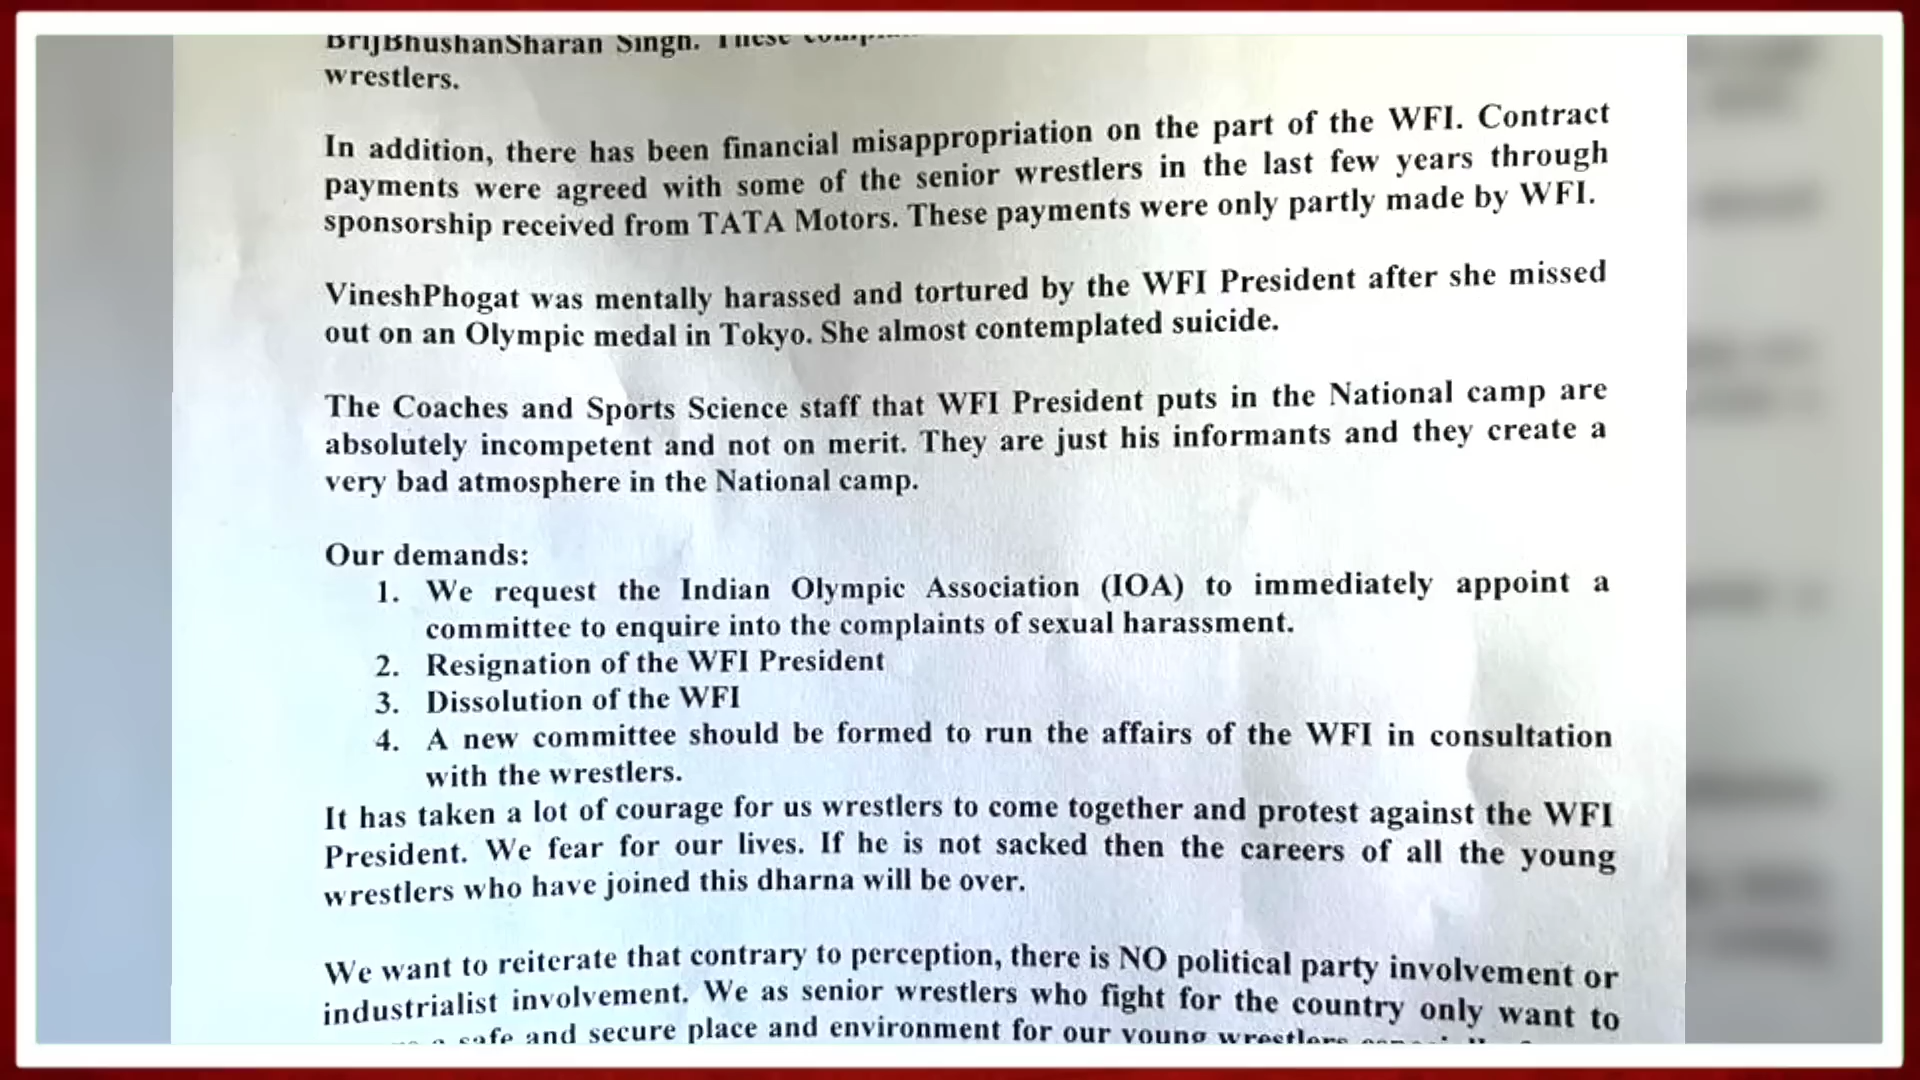 BrijBhushanSharan Singh. These
wrestlers.
In addition, there has been financial misappropriation on the part of the WFI. Contract
payments were agreed with some of the senior wrestlers in the last few years through
sponsorship received from TATA Motors. These payments were only partly made by WFI.
VineshPhogat was mentally harassed and tortured by the WFI President after she missed
out on an Olympic medal in Tokyo. She almost contemplated suicide.
The Coaches and Sports Science staff that WFI President puts in the National camp are
absolutely incompetent and not on merit. They are just his informants and they create a
very bad atmosphere in the National camp.
Our demands:
1. We request the Indian Olympic Association (IOA) to immediately appoint a
committee to enquire into the complaints of sexual harassment.
2. Resignation of the WFI President
3. Dissolution of the WFI
4. A new committee should be formed to run the affairs of the WFI in consultation
with the wrestlers.
It has taken a lot of courage for us wrestlers to come together and protest against the WFI
President. We fear for our lives. If he is not sacked then the careers of all the young
wrestlers who have joined this dharna will be over.
We want to reiterate that contrary to perception, there is NO political party involvement or
industrialist involvement. We as senior wrestlers who fight for the country only want to
a safe and secure place and environment for our young wrestlers